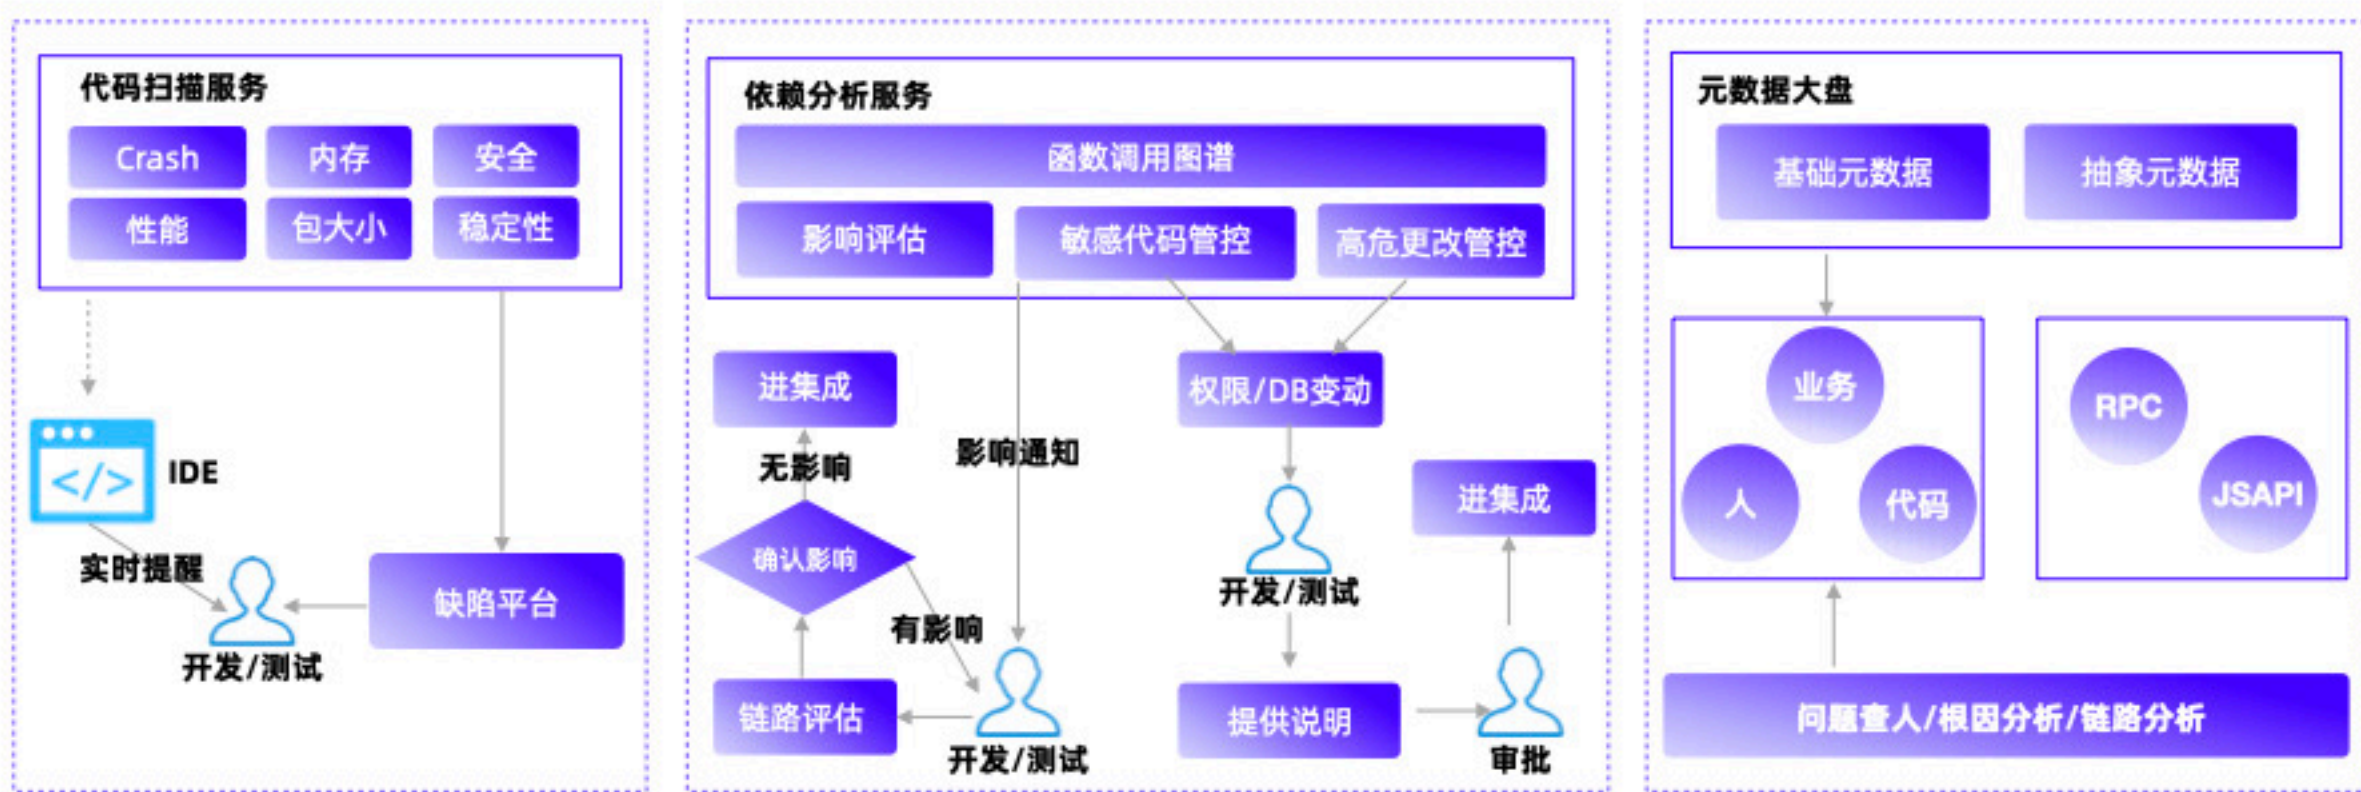 代码扫描服务
Crash
内存
安全
性能
包大小
稳定性
IDE
实时提醒
开发/测试
缺陷平台
依赖分析服务
函数调用图谱
影响评估
敏感代码管控
高危更改管控
进集成
无影响
确认影响
有影响
链路评估
影响通知
开发/测试
权限/DB变动
开发/测试
提供说明
进集成
审批
元数据大盘
基础元数据
抽象元数据
业务
人
代码
RPC
JSAPI
问题查人/根因分析/链路分析